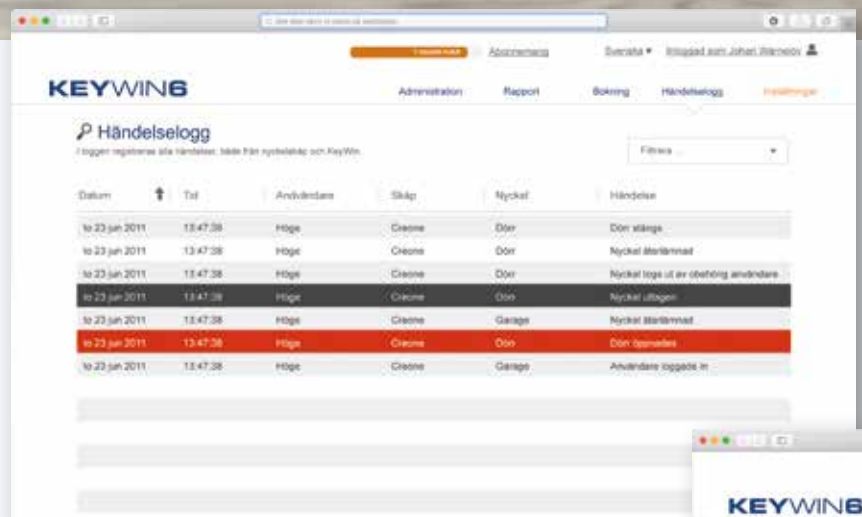 Abonnemang Svenska Inloggad som Johan
KEYWIN6
Administration Rapport Bokning Händelselogg Inställningar
Händelselogg
I loggen registreras alla händelser, både från nyckelskåp och KeyWin.
Filtrera ...
Datum Tid Andvändare Skåp Nyckel Händelse
to 23 jun 2011 13:47:38 Höge Creone Dörr Dörr stängs
to 23 jun 2011 13:47:38 Höge Creone Dörr Nyckel återlämnad
to 23 jun 2011 13:47:38 Höge Creone Dörr Nyckel togs ut av obehörig användare
to 23 jun 2011 13:47:38 Höge Creone Dörr Nyckel uttagen
to 23 jun 2011 13:47:38 Höge Creone Garage Nyckel återlämnad
to 23 jun 2011 13:47:38 Höge Creone Dörr Dörr öppnades
to 23 jun 2011 13:47:38 Höge Creone Garage Användare loggade in
KEYWIN6